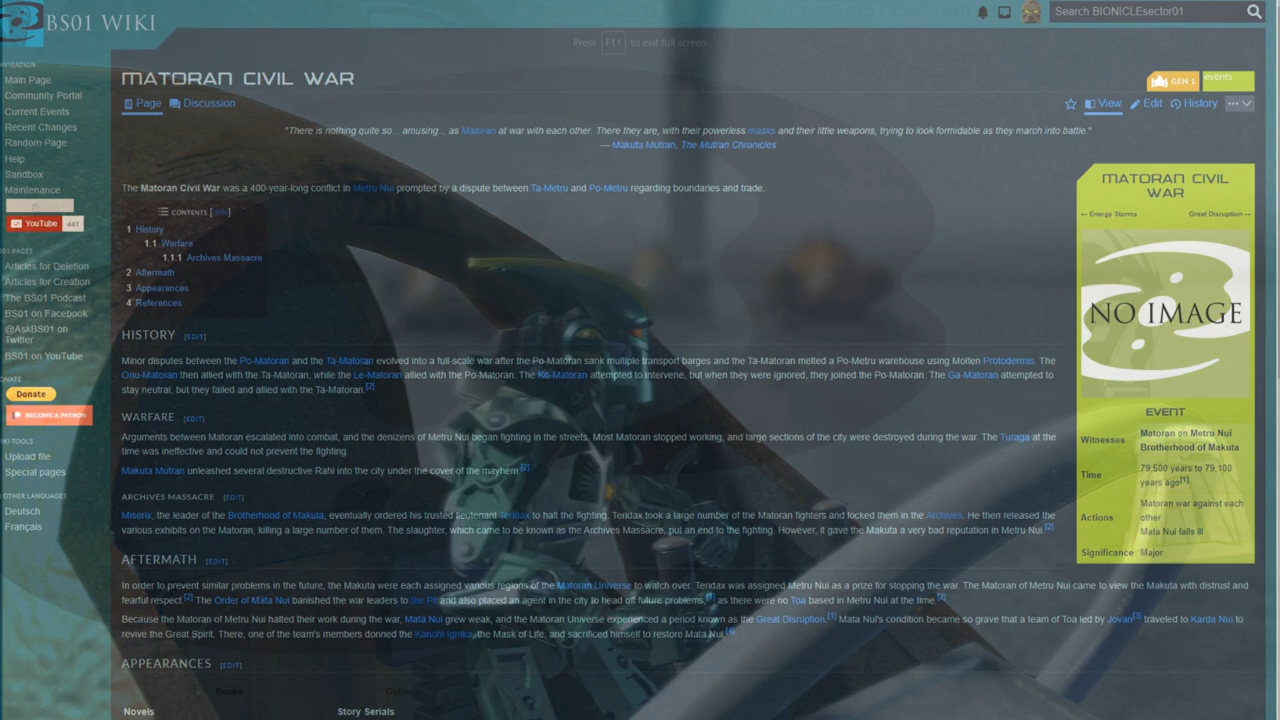 BS01 WIKI
Search BIONICLEsector01
Press F11 to exit full screen
NAVIGATION
Main Page
Community Portal
Current Events
Recent Changes
Random Page
Help
Sandbox
Maintenance
YouTube 441
BS01 PAGES
Articles for Deletion
Articles for Creation
The BS01 Podcast
BS01 on Facebook
@AskBS01 on
Twitter
BS01 on YouTube
DONATE
Donate
BECOME A PATRON
WIKI TOOLS
Upload file
Special pages
IN OTHER LANGUAGES
Deutsch
Français
MATORAN CIVIL WAR
GEN 1
events
Page Discussion
View Edit History
"There is nothing quite so... amusing... as Matoran at war with each other. There they are, with their powerless masks and their little weapons, trying to look formidable as they march into battle."
— Makuta Mutran, The Mutran Chronicles
The Matoran Civil War was a 400-year-long conflict in Metru Nui prompted by a dispute between Ta-Metru and Po-Metru regarding boundaries and trade.
CONTENTS [hide]
1 History
1.1 Warfare
1.1.1 Archives Massacre
2 Aftermath
3 Appearances
4 References
HISTORY [EDIT]
Minor disputes between the Po-Matoran and the Ta-Matoran evolved into a full-scale war after the Po-Matoran sank multiple transport barges and the Ta-Matoran melted a Po-Metru warehouse using Molten Protodermis. The
Onu-Matoran then allied with the Ta-Matoran, while the Le-Matoran allied with the Po-Matoran. The Ko-Matoran attempted to intervene, but when they were ignored, they joined the Po-Matoran. The Ga-Matoran attempted to
stay neutral, but they failed and allied with the Ta-Matoran.[2]
WARFARE [EDIT]
Arguments between Matoran escalated into combat, and the denizens of Metru Nui began fighting in the streets. Most Matoran stopped working, and large sections of the city were destroyed during the war. The Turaga at the
time was ineffective and could not prevent the fighting.
Makuta Mutran unleashed several destructive Rahi into the city under the cover of the mayhem.[2]
ARCHIVES MASSACRE [EDIT]
Miserix, the leader of the Brotherhood of Makuta, eventually ordered his trusted lieutenant Teridax to halt the fighting. Teridax took a large number of the Matoran fighters and locked them in the Archives. He then released the
various exhibits on the Matoran, killing a large number of them. The slaughter, which came to be known as the Archives Massacre, put an end to the fighting. However, it gave the Makuta a very bad reputation in Metru Nui.[2]
AFTERMATH [EDIT]
In order to prevent similar problems in the future, the Makuta were each assigned various regions of the Matoran Universe to watch over. Teridax was assigned Metru Nui as a prize for stopping the war. The Matoran of Metru Nui came to view the Makuta with distrust and
fearful respect.[2] The Order of Mata Nui banished the war leaders to the Pit and also placed an agent in the city to head off future problems,[1] as there were no Toa based in Metru Nui at the time.[3]
Because the Matoran of Metru Nui halted their work during the war, Mata Nui grew weak, and the Matoran Universe experienced a period known as the Great Disruption.[1] Mata Nui's condition became so grave that a team of Toa led by Jovan[3] traveled to Karda Nui to
revive the Great Spirit. There, one of the team's members donned the Kanohi Ignika, the Mask of Life, and sacrificed himself to restore Mata Nui.[4]
APPEARANCES [EDIT]
Books
Novels
Story Serials
MATORAN CIVIL
WAR
← Energy Storms Great Disruption →
NO IMAGE
EVENT
Witnesses Matoran on Metru Nui
Brotherhood of Makuta
Time 79,500 years to 79,100
years ago[1]
Actions Matoran war against each
other
Mata Nui falls ill
Significance Major